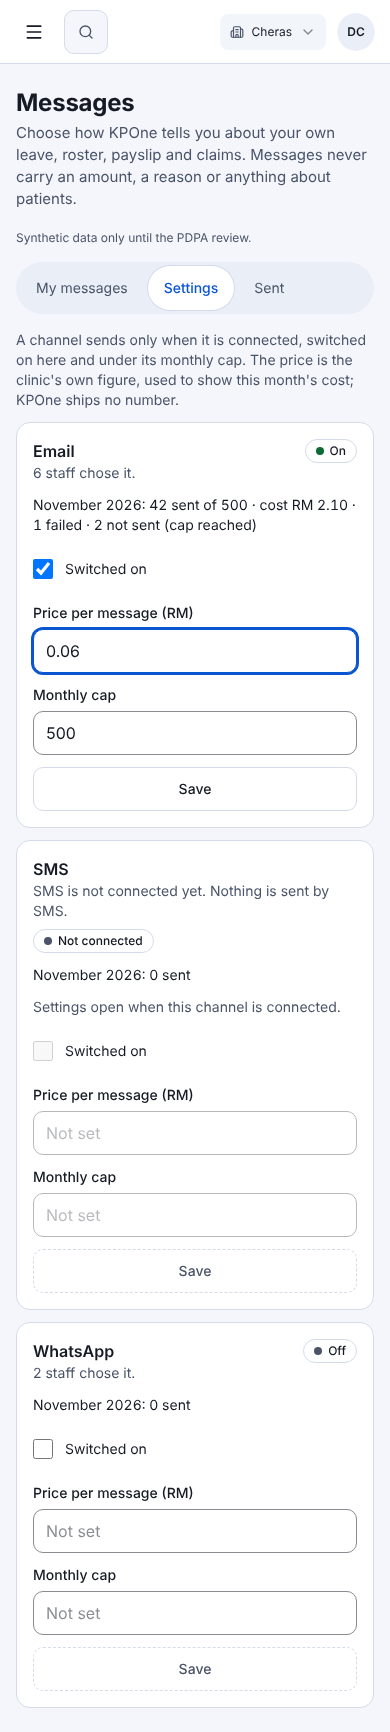 Cheras
DC
Messages
Choose how KPOne tells you about your own
leave, roster, payslip and claims. Messages never
carry an amount, a reason or anything about
patients.
Synthetic data only until the PDPA review.
My messages
Settings
Sent
A channel sends only when it is connected, switched
on here and under its monthly cap. The price is the
clinic's own figure, used to show this month's cost;
KPOne ships no number.
Email
On
6 staff chose it.
November 2026: 42 sent of 500 · cost RM 2.10 ·
1 failed · 2 not sent (cap reached)
Switched on
Price per message (RM)
0.06
Monthly cap
500
Save
SMS
SMS is not connected yet. Nothing is sent by
SMS.
Not connected
November 2026: 0 sent
Settings open when this channel is connected.
Switched on
Price per message (RM)
Not set
Monthly cap
Not set
Save
WhatsApp
Off
2 staff chose it.
November 2026: 0 sent
Switched on
Price per message (RM)
Not set
Monthly cap
Not set
Save